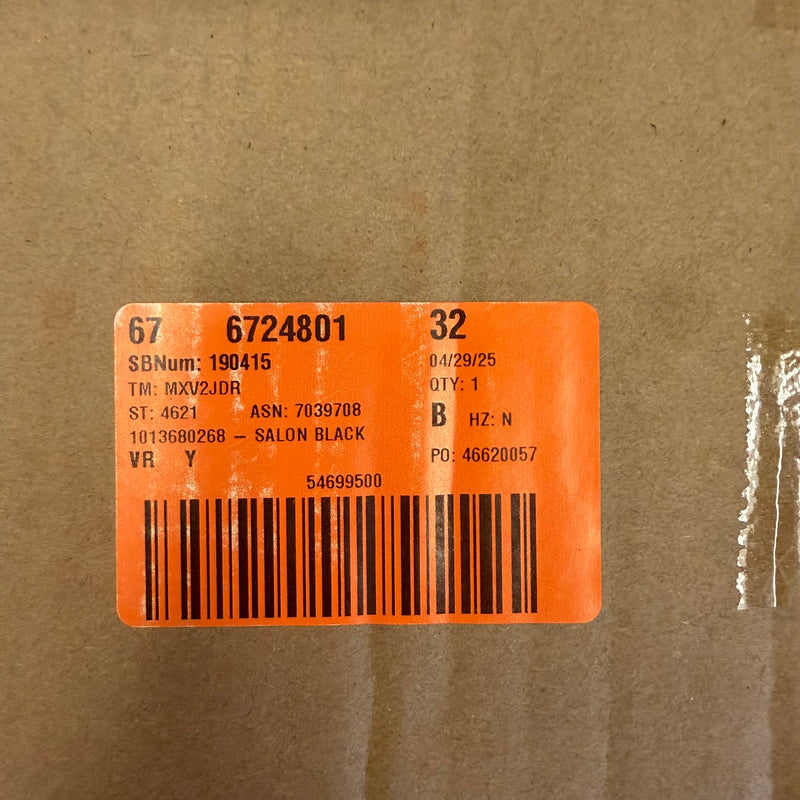 67 6724801 32
SBNum: 190415 04/29/25
TM: MXV2JDR QTY: 1
ST: 4621 ASN: 7039708 B HZ: N
1013680268 – SALON BLACK
VR Y PO: 46620057
54699500